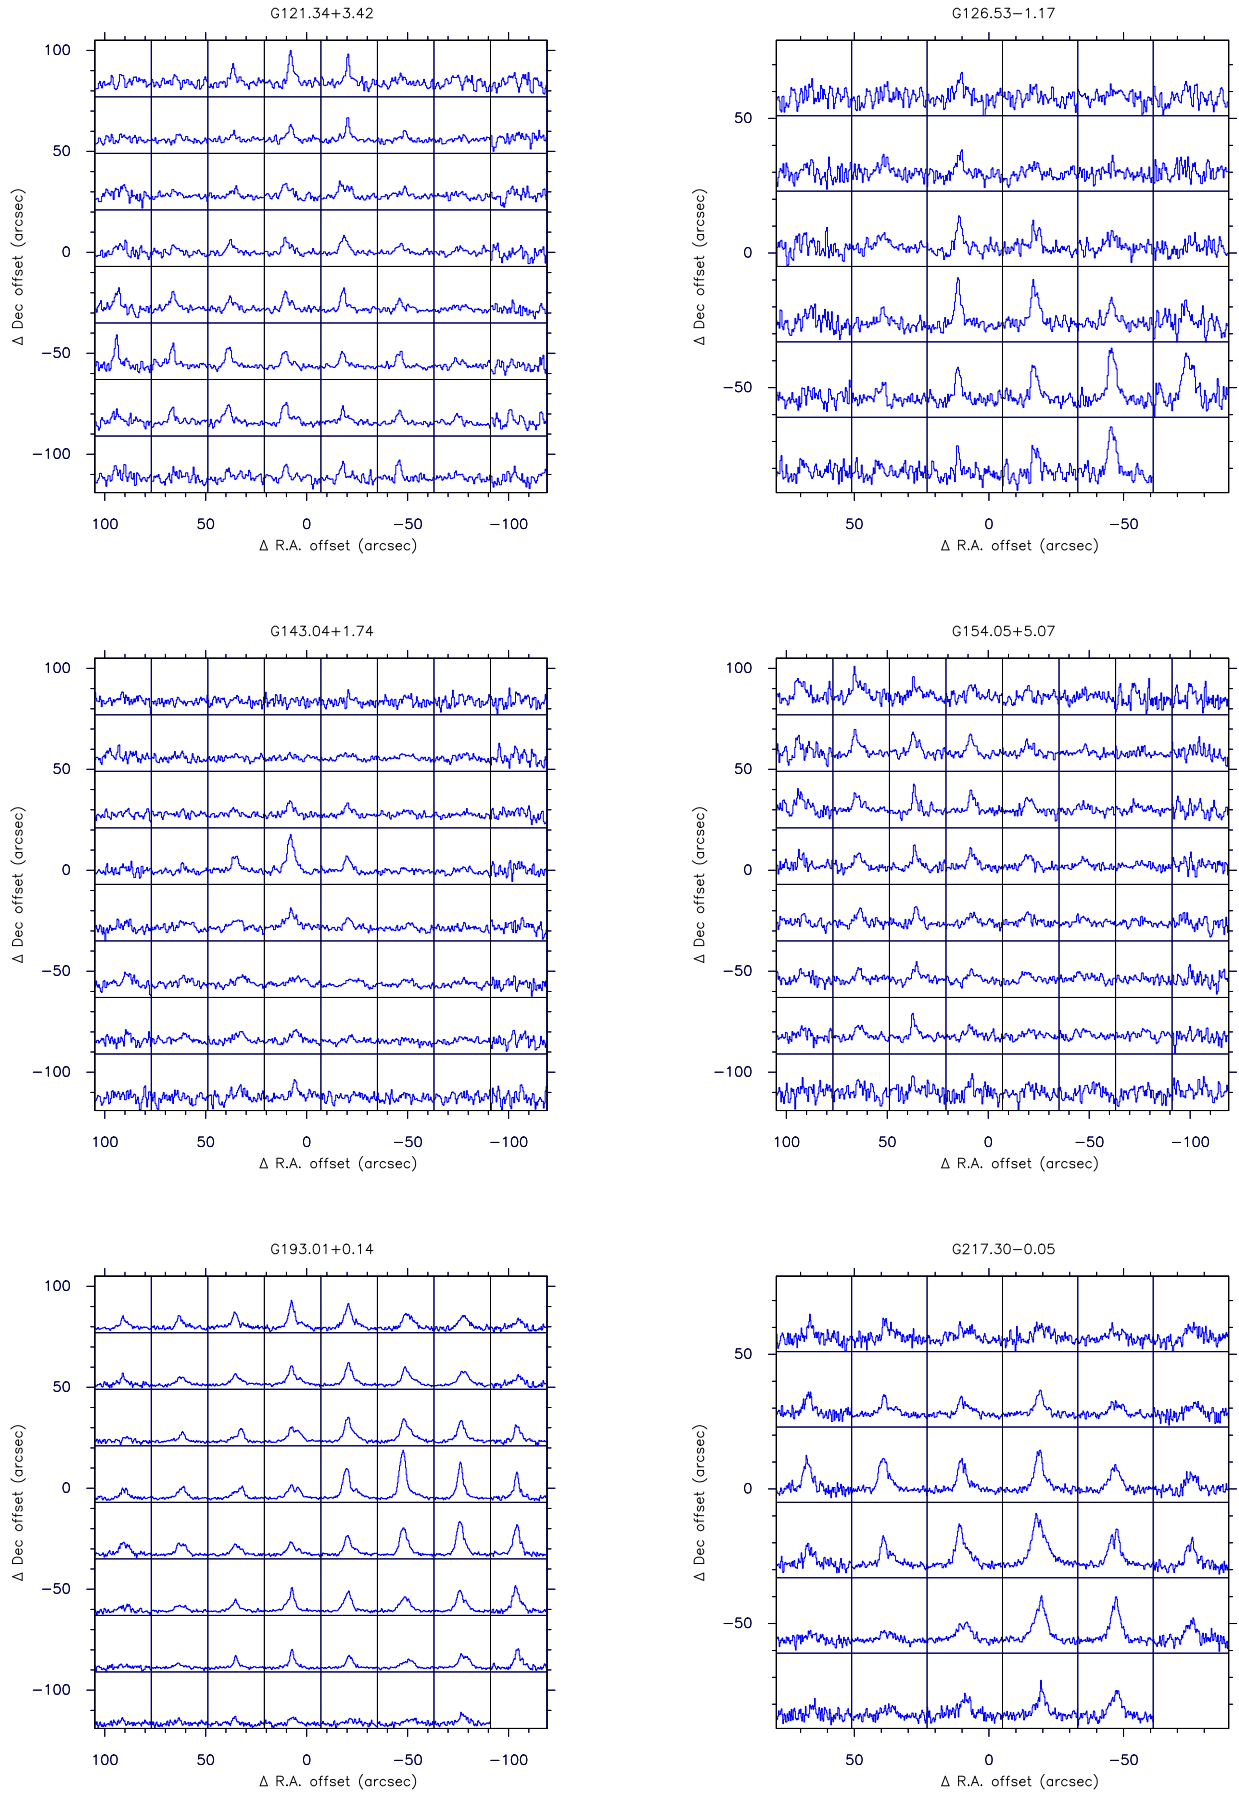 G121.34+3.42
100
50
0
−50
−100
Δ Dec offset (arcsec)
100 50 0 −50 −100
Δ R.A. offset (arcsec)
G126.53−1.17
50
0
−50
Δ Dec offset (arcsec)
50 0 −50
Δ R.A. offset (arcsec)
G143.04+1.74
100
50
0
−50
−100
Δ Dec offset (arcsec)
100 50 0 −50 −100
Δ R.A. offset (arcsec)
G154.05+5.07
100
50
0
−50
−100
Δ Dec offset (arcsec)
100 50 0 −50 −100
Δ R.A. offset (arcsec)
G193.01+0.14
100
50
0
−50
−100
Δ Dec offset (arcsec)
100 50 0 −50 −100
Δ R.A. offset (arcsec)
G217.30−0.05
50
0
−50
Δ Dec offset (arcsec)
50 0 −50
Δ R.A. offset (arcsec)